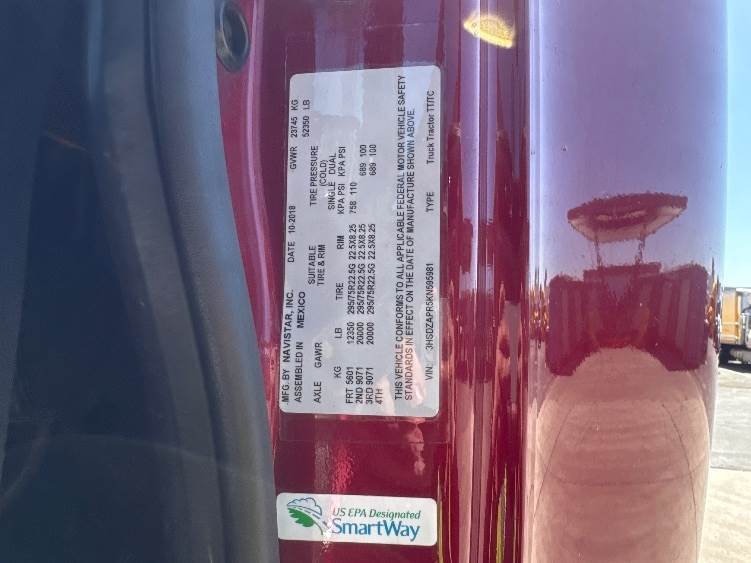 MFG. BY NAVISTAR, INC. DATE 10-2018 GVWR 23745 KG
ASSEMBLED IN MEXICO 52350 LB
SUITABLE TIRE PRESSURE
AXLE GAWR TIRE & RIM (COLD)
SINGLE DUAL
KG LB TIRE RIM KPA PSI KPA PSI
FRT 5601 12350 295/75R22.5G 22.5X8.25 758 110
2ND 9071 20000 295/75R22.5G 22.5X8.25 689 100
3RD 9071 20000 295/75R22.5G 22.5X8.25 689 100
4TH
THIS VEHICLE CONFORMS TO ALL APPLICABLE FEDERAL MOTOR VEHICLE SAFETY
STANDARDS IN EFFECT ON THE DATE OF MANUFACTURE SHOWN ABOVE.
VIN: 3HSDZAPR5KN595981 TYPE Truck Tractor TT/TC
US EPA Designated
SmartWay